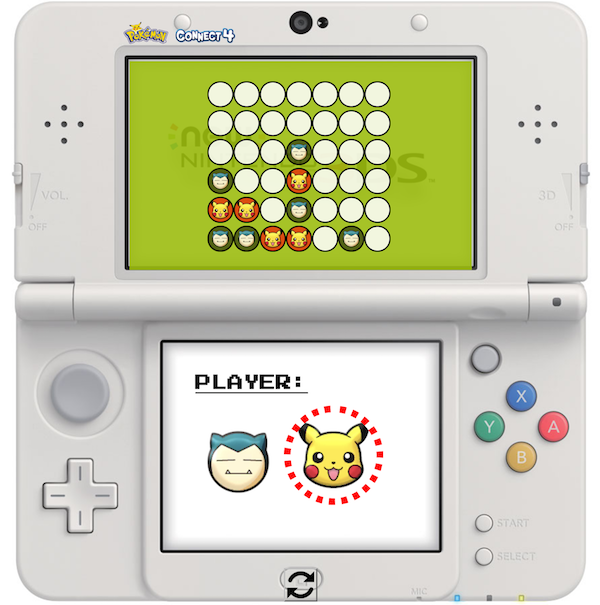 POKéMON CONNECT 4
VOL.
OFF
3D
OFF
PLAYER:
X
Y
A
B
START
SELECT
MIC